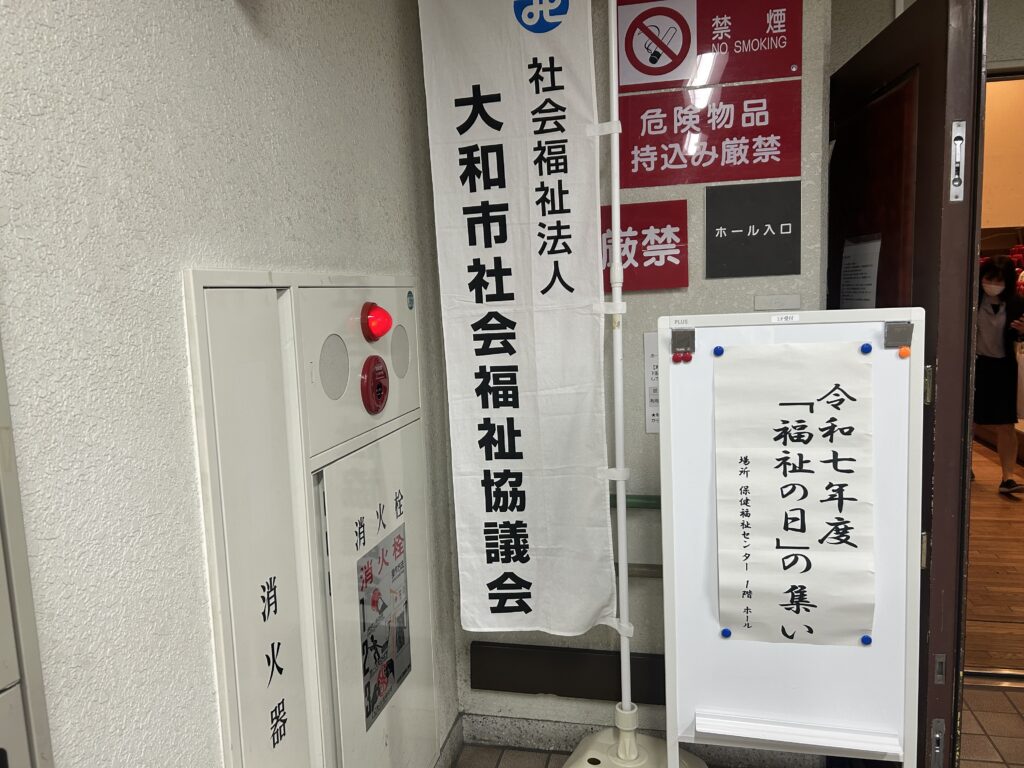 社会福祉法人
大和市社会福祉協議会
禁煙
NO SMOKING
危険物品
持込み厳禁
厳禁
ホール入口
PLUS
令和七年度
「福祉の日」の集い
場所 保健福祉センター 1階 ホール
消火栓
消火栓
消火器